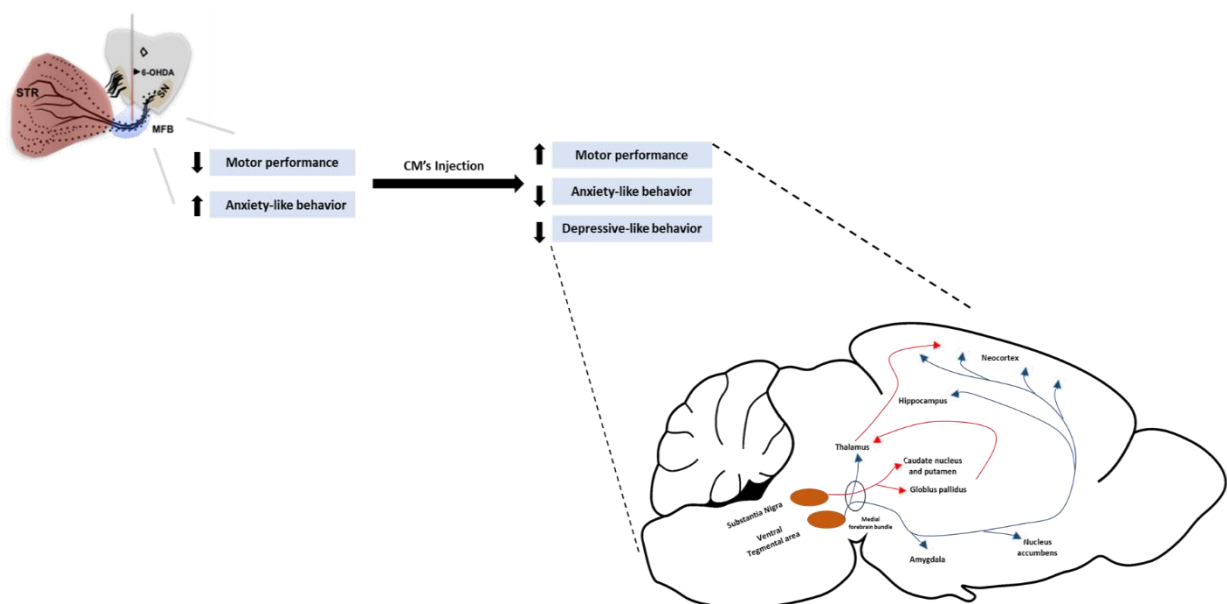 6-OHDA
STR
SN
MFB
Motor performance
Anxiety-like behavior
CM's Injection
Motor performance
Anxiety-like behavior
Depressive-like behavior
Neocortex
Hippocampus
Thalamus
Caudate nucleus
and putamen
Globlus pallidus
Substantia Nigra
Ventral
Tegmental area
Medial
forebrain bundle
Amygdala
Nucleus
accumbens